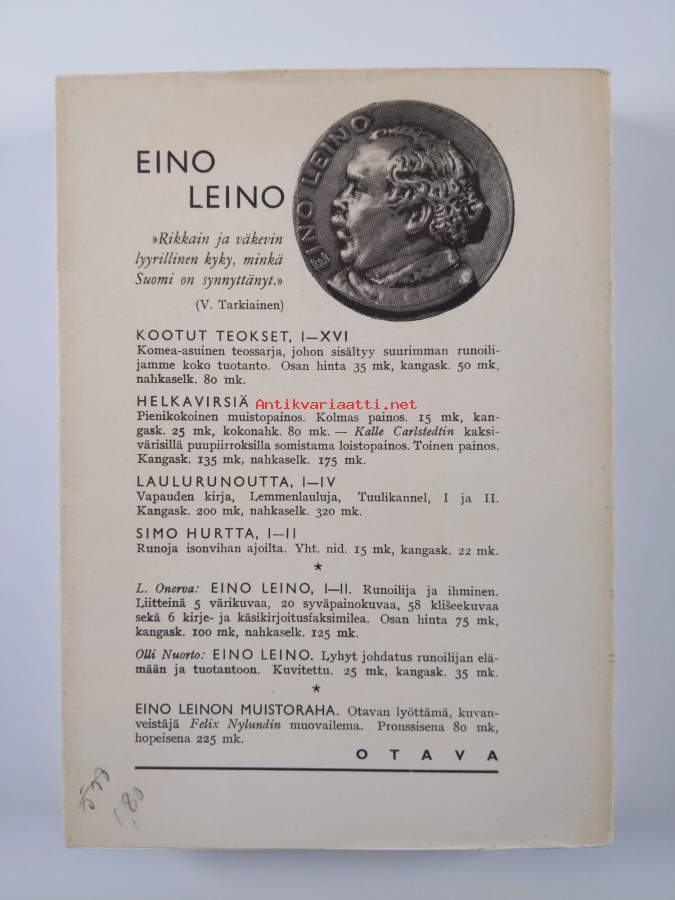 EINO LEINO
EINO
LEINO
»Rikkain ja väkevin
lyyrillinen kyky, minkä
Suomi on synnyttänyt.»
(V. Tarkiainen)
KOOTUT TEOKSET, I—XVI
Komea-asuinen teossarja, johon sisältyy suurimman runoili-
jamme koko tuotanto. Osan hinta 35 mk, kangask. 50 mk,
nahkaselk. 80 mk.
HELKAVIRSIÄ
Antikvariaatti.net
Pienikokoinen muistopainos. Kolmas painos. 15 mk, kan-
gask. 25 mk, kokonahk. 80 mk. — Kalle Carlstedtin kaksi-
värisillä puupiirroksilla somistama loistopainos. Toinen painos.
Kangask. 135 mk, nahkaselk. 175 mk.
LAULURUNOUTTA, I—IV
Vapauden kirja, Lemmenlauluja, Tuulikannel, I ja II.
Kangask. 200 mk, nahkaselk. 320 mk.
SIMO HURTTA, I—II
Runoja isonvihan ajoilta. Yht. nid. 15 mk, kangask. 22 mk.
★
L. Onerva: EINO LEINO, I—II. Runoilija ja ihminen.
Liitteinä 5 värikuvaa, 20 syväpainokuvaa, 58 klišeekuvaa
sekä 6 kirje- ja käsikirjoitusfaksimilea. Osan hinta 75 mk,
kangask. 100 mk, nahkaselk. 125 mk.
Olli Nuorto: EINO LEINO. Lyhyt johdatus runoilijan elä-
mään ja tuotantoon. Kuvitettu. 25 mk, kangask. 35 mk.
★
EINO LEINON MUISTORAHA. Otavan lyöttämä, kuvan-
veistäjä Felix Nylundin muovailema. Pronssisena 80 mk,
hopeisena 225 mk.
OTAVA
1,80